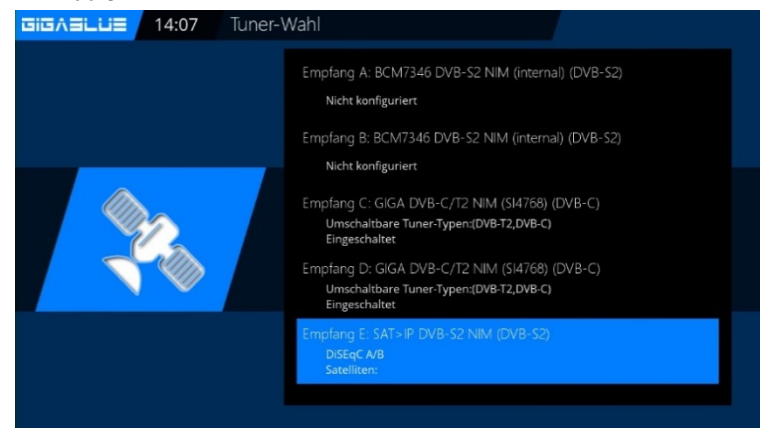 GIGABLUE 14:07 Tuner-Wahl
Empfang A: BCM7346 DVB-S2 NIM (internal) (DVB-S2)
Nicht konfiguriert
Empfang B: BCM7346 DVB-S2 NIM (internal) (DVB-S2)
Nicht konfiguriert
Empfang C: GIGA DVB-C/T2 NIM (SI4768) (DVB-C)
Umschaltbare Tuner-Typen:(DVB-T2,DVB-C)
Eingeschaltet
Empfang D: GIGA DVB-C/T2 NIM (SI4768) (DVB-C)
Umschaltbare Tuner-Typen:(DVB-T2,DVB-C)
Eingeschaltet
Empfang E: SAT>IP DVB-S2 NIM (DVB-S2)
DiSEqC A/B
Satelliten: